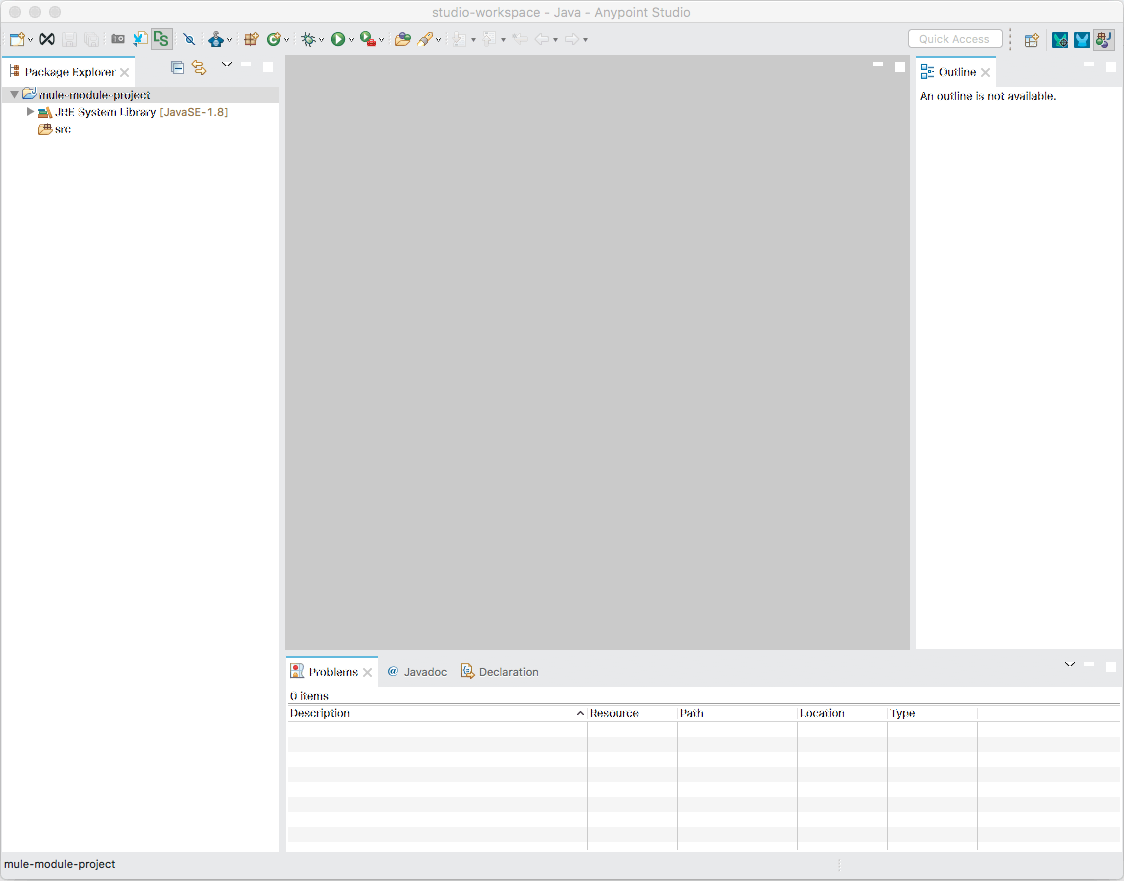 studio-workspace - Java - Anypoint Studio
Quick Access
Package Explorer
mule-module-project
JRE System Library [JavaSE-1.8]
src
Outline
An outline is not available.
Problems
@ Javadoc
Declaration
0 items
Description Resource Path Location Type
mule-module-project